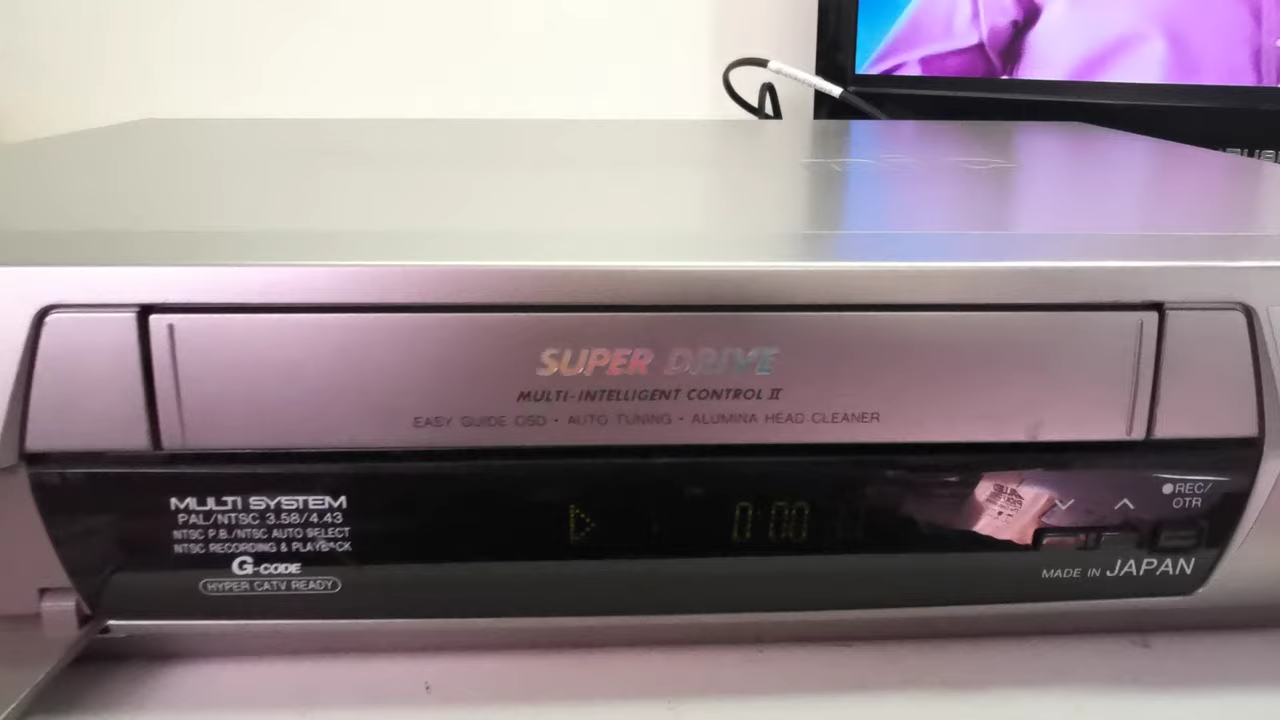 SUPER DRIVE
MULTI-INTELLIGENT CONTROL II
EASY GUIDE OSD • AUTO TUNING • ALUMINA HEAD CLEANER
MULTI SYSTEM
PAL/NTSC 3.58/4.43
NTSC P.B./NTSC AUTO SELECT
NTSC RECORDING & PLAYBACK
G-CODE
HYPER CATV READY
0:00
REC/
OTR
MADE IN JAPAN